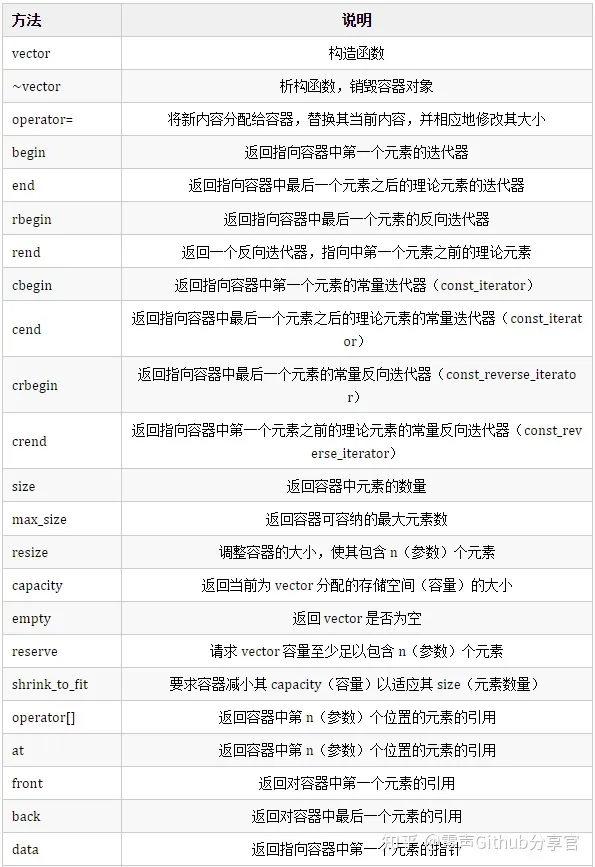 方法 说明
vector 构造函数
~vector 析构函数，销毁容器对象
operator= 将新内容分配给容器，替换其当前内容，并相应地修改其大小
begin 返回指向容器中第一个元素的迭代器
end 返回指向容器中最后一个元素之后的理论元素的迭代器
rbegin 返回指向容器中最后一个元素的反向迭代器
rend 返回一个反向迭代器，指向中第一个元素之前的理论元素
cbegin 返回指向容器中第一个元素的常量迭代器（const_iterator）
cend 返回指向容器中最后一个元素之后的理论元素的常量迭代器（const_iterat
or）
crbegin 返回指向容器中最后一个元素的常量反向迭代器（const_reverse_iterato
r）
crend 返回指向容器中第一个元素之前的理论元素的常量反向迭代器（const_rev
erse_iterator）
size 返回容器中元素的数量
max_size 返回容器可容纳的最大元素数
resize 调整容器的大小，使其包含 n（参数）个元素
capacity 返回当前为 vector 分配的存储空间（容量）的大小
empty 返回 vector 是否为空
reserve 请求 vector 容量至少足以包含 n（参数）个元素
shrink_to_fit 要求容器减小其 capacity（容量）以适应其 size（元素数量）
operator[] 返回容器中第 n（参数）个位置的元素的引用
at 返回容器中第 n（参数）个位置的元素的引用
front 返回对容器中第一个元素的引用
back 返回对容器中最后一个元素的引用
data 返回指向容器中第一个元素的指针
知乎 @雷声Github分享官